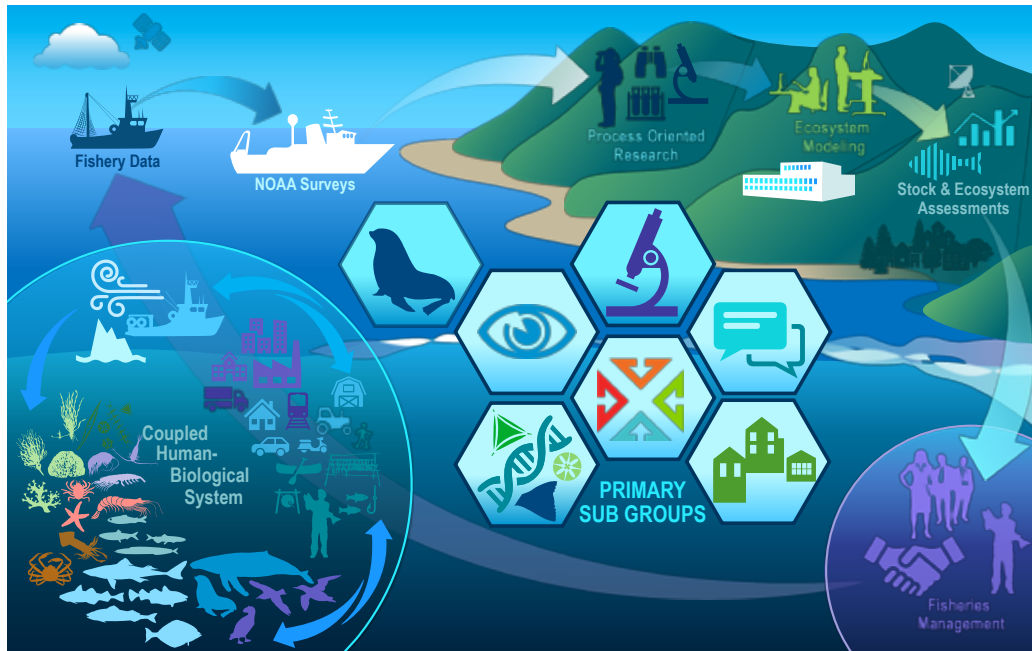 Fishery Data
NOAA Surveys
Process Oriented
Research
Ecosystem
Modeling
Stock & Ecosystem
Assessments
Coupled
Human-
Biological
System
PRIMARY
SUB GROUPS
Fisheries
Management